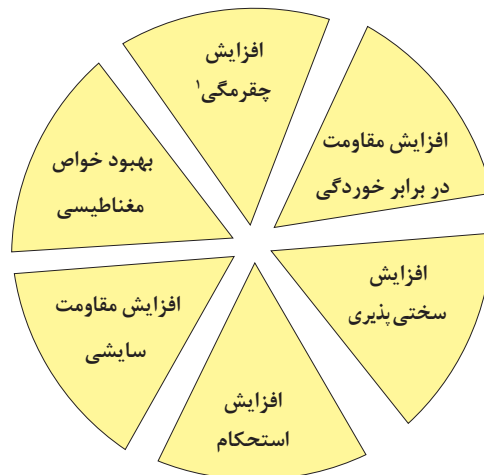 افزایش
چقرمگی۱
افزایش مقاومت
در برابر خوردگی
افزایش
سختی‌پذیری
افزایش
استحکام
افزایش مقاومت
سایشی
بهبود خواص
مغناطیسی